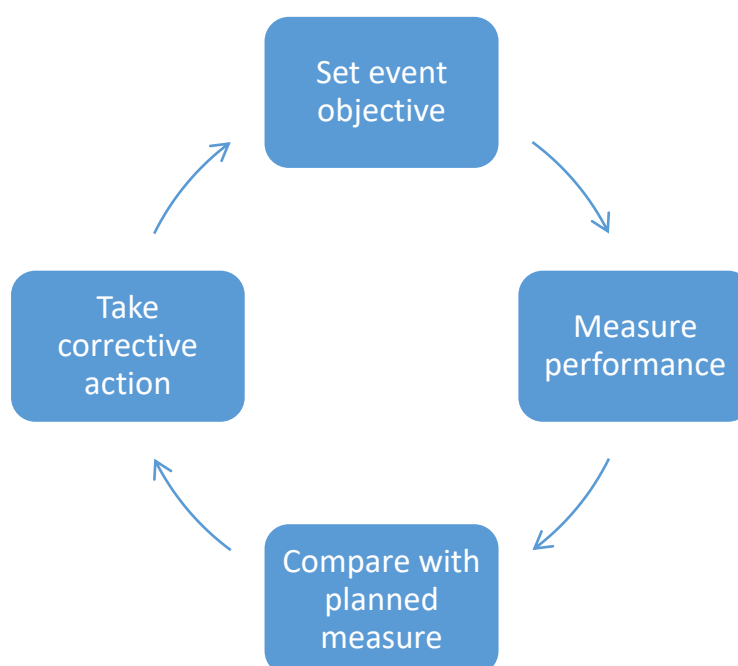 Set event
objective
Measure
performance
Compare with
planned
measure
Take
corrective
action